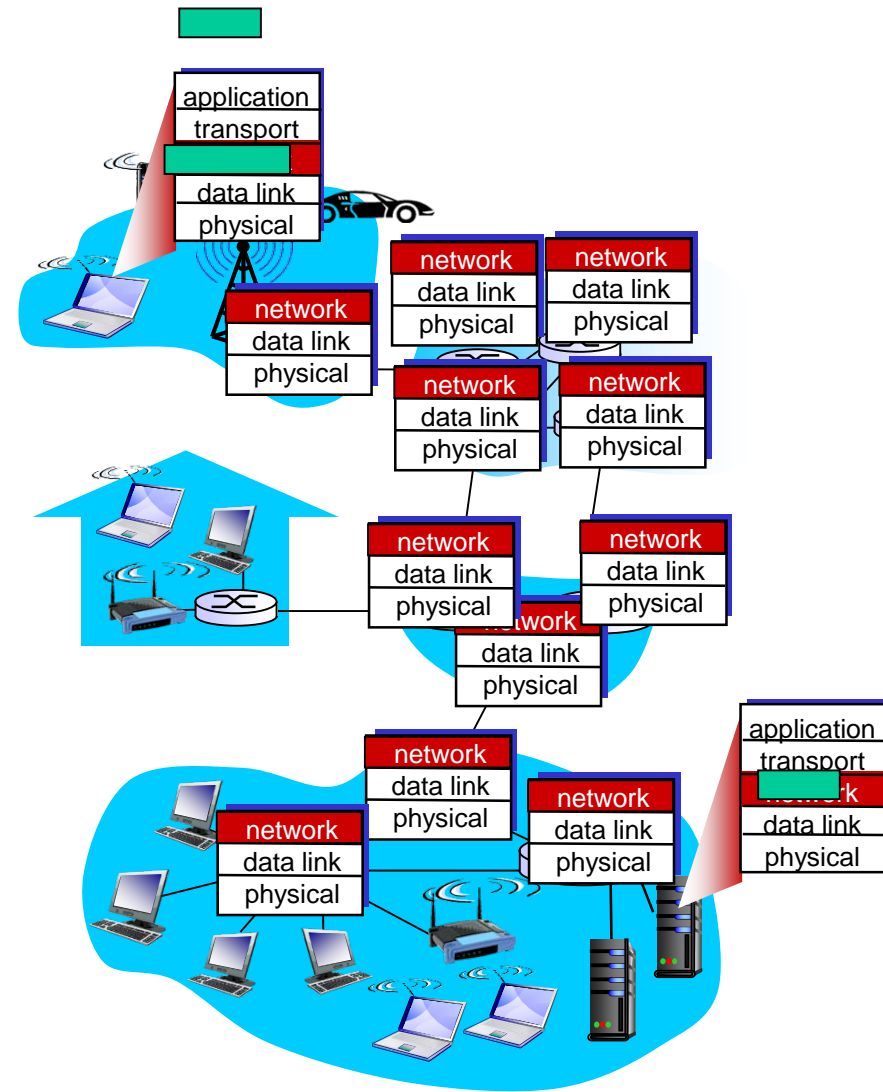 application
transport
data link
physical
network
data link
physical
network
data link
physical
network
data link
physical
network
data link
physical
network
data link
physical
network
data link
physical
network
data link
physical
network
data link
physical
network
data link
physical
network
data link
physical
network
data link
physical
application
transport
network
data link
physical